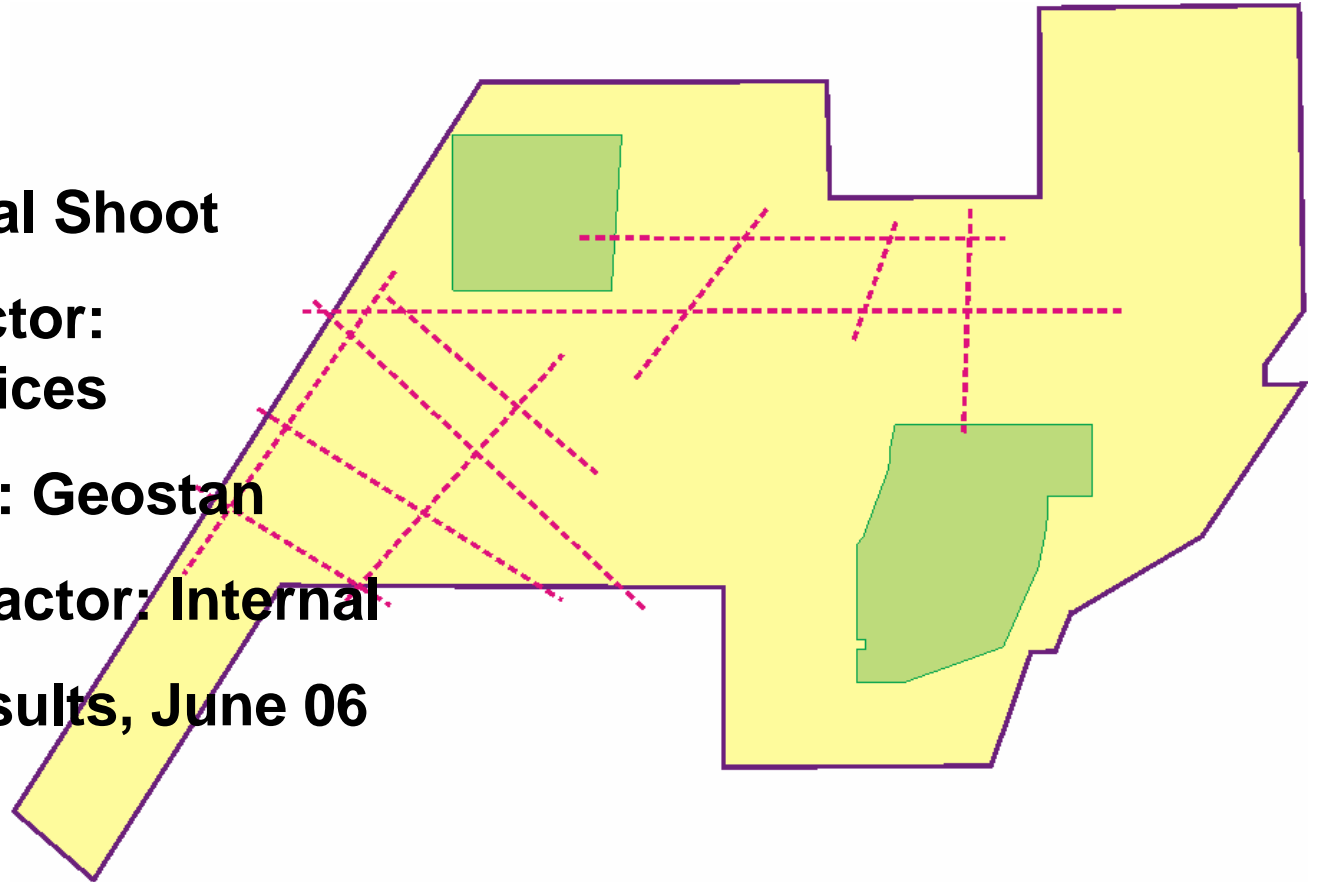 al Shoot
ctor:
ices
: Geostan
actor: Internal
sults, June 06